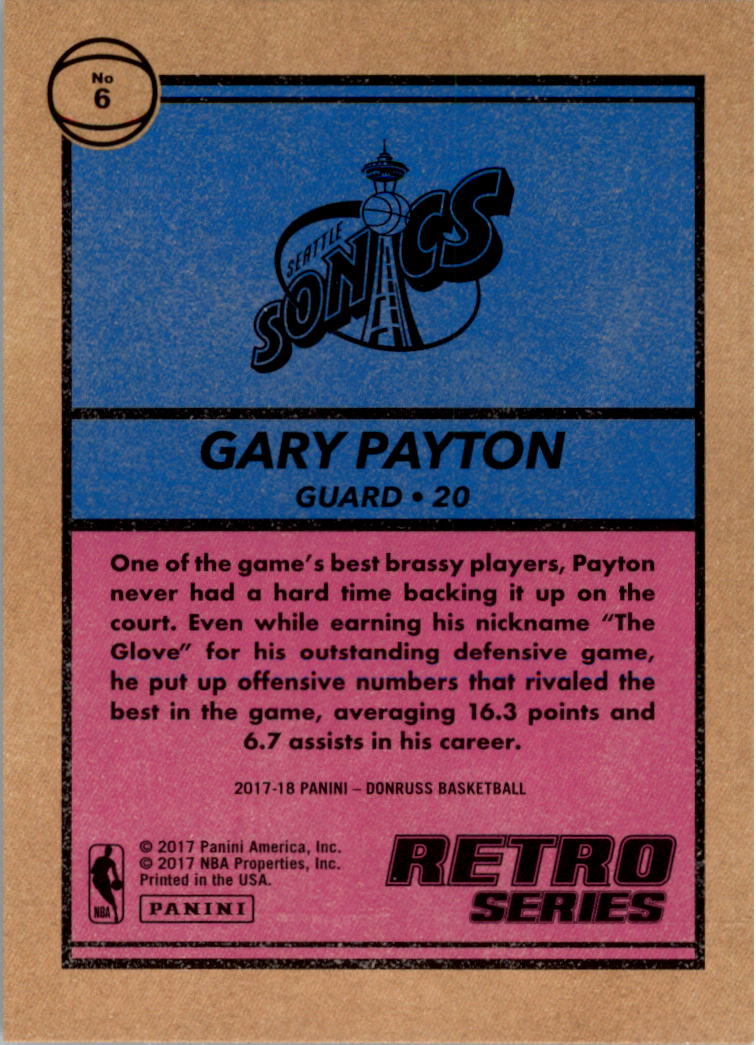 No
6
SEATTLE
SONICS
GARY PAYTON
GUARD • 20
One of the game's best brassy players, Payton
never had a hard time backing it up on the
court. Even while earning his nickname "The
Glove" for his outstanding defensive game,
he put up offensive numbers that rivaled the
best in the game, averaging 16.3 points and
6.7 assists in his career.
2017-18 PANINI – DONRUSS BASKETBALL
© 2017 Panini America, Inc.
© 2017 NBA Properties, Inc.
Printed in the USA.
NBA
PANINI
RETRO
SERIES